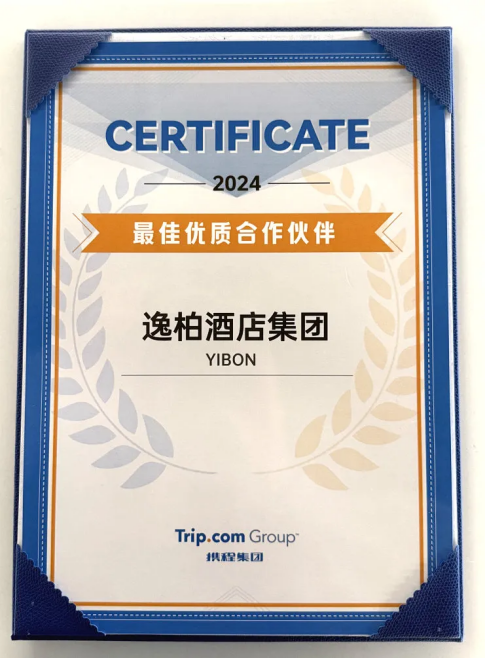 CERTIFICATE
2024
最佳优质合作伙伴
逸柏酒店集团
YIBON
Trip.com Group™
携程集团